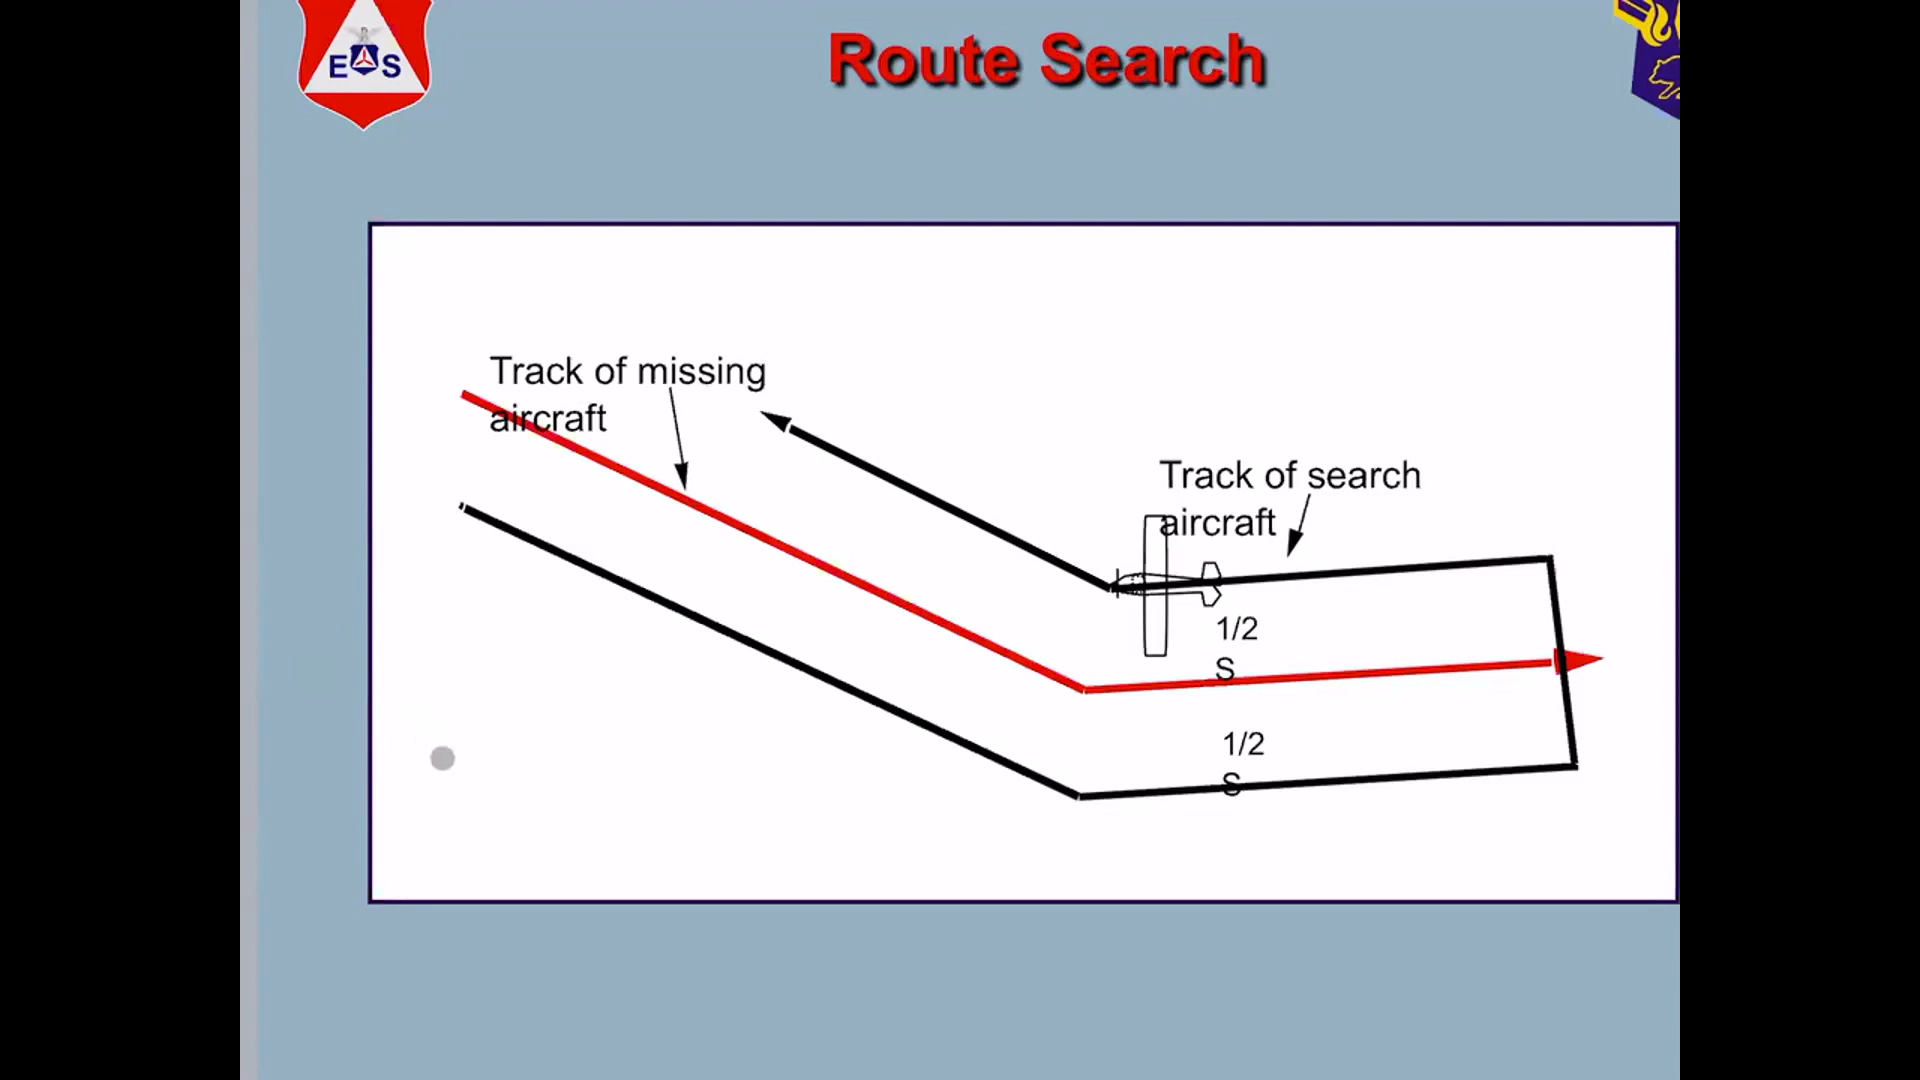 E S
Route Search
Track of missing
aircraft
Track of search
aircraft
1/2
S
1/2
S